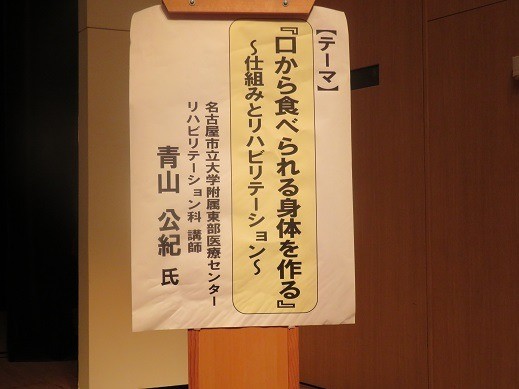 【テーマ】
『口から食べられる身体を作る』
～仕組みとリハビリテーション～
名古屋市立大学附属東部医療センター
リハビリテーション科 講師
青山 公紀 氏